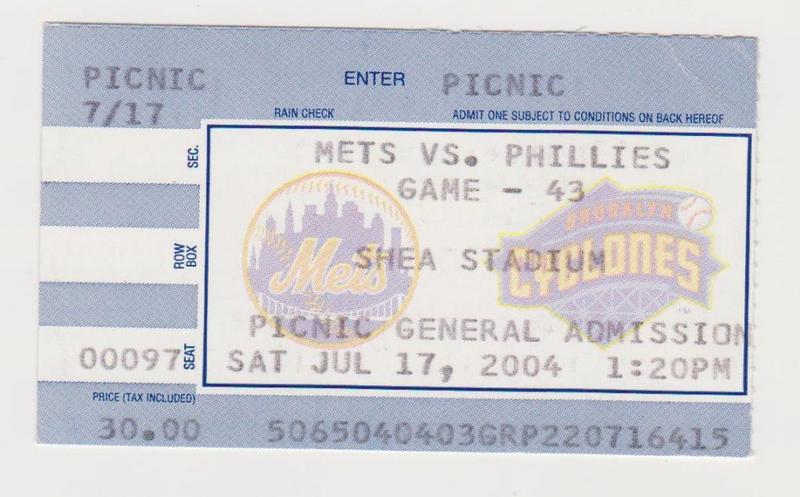 PICNIC ENTER PICNIC
7/17 RAIN CHECK ADMIT ONE SUBJECT TO CONDITIONS ON BACK HEREOF
SEC.
METS VS. PHILLIES
GAME - 43
Mets
BROOKLYN
CYCLONES
ROW
BOX
SHEA STADIUM
PICNIC GENERAL ADMISSION
00097 SEAT SAT JUL 17, 2004 1:20PM
PRICE (TAX INCLUDED)
30.00 5065040403GRP220716415